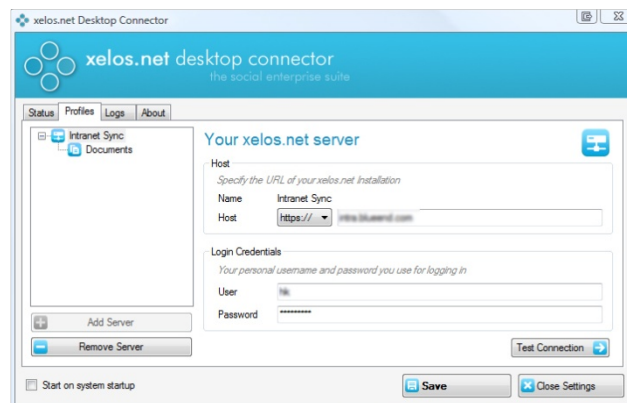 xelos.net Desktop Connector
xelos.net desktop connector
the social enterprise suite
Status Profiles Logs About
Intranet Sync
Documents
Your xelos.net server
Host
Specify the URL of your xelos.net Installation
Name Intranet Sync
Host https://
Login Credentials
Your personal username and password you use for logging in
User
Password *********
Add Server
Remove Server
Test Connection
Start on system startup
Save
Close Settings